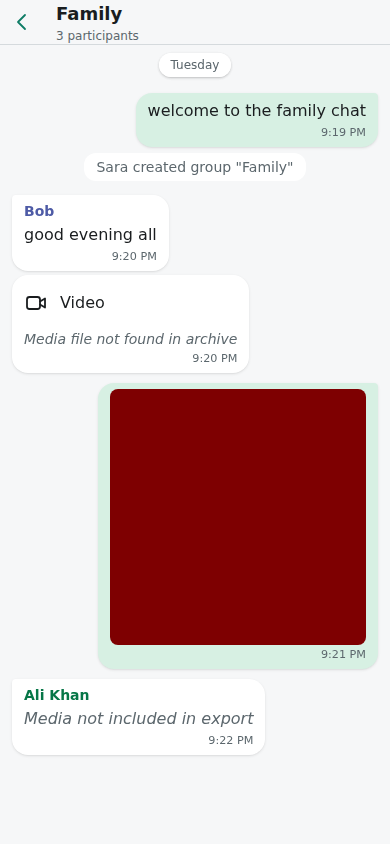 Family
3 participants
Tuesday
welcome to the family chat
9:19 PM
Sara created group "Family"
Bob
good evening all
9:20 PM
Video
Media file not found in archive
9:20 PM
9:21 PM
Ali Khan
Media not included in export
9:22 PM